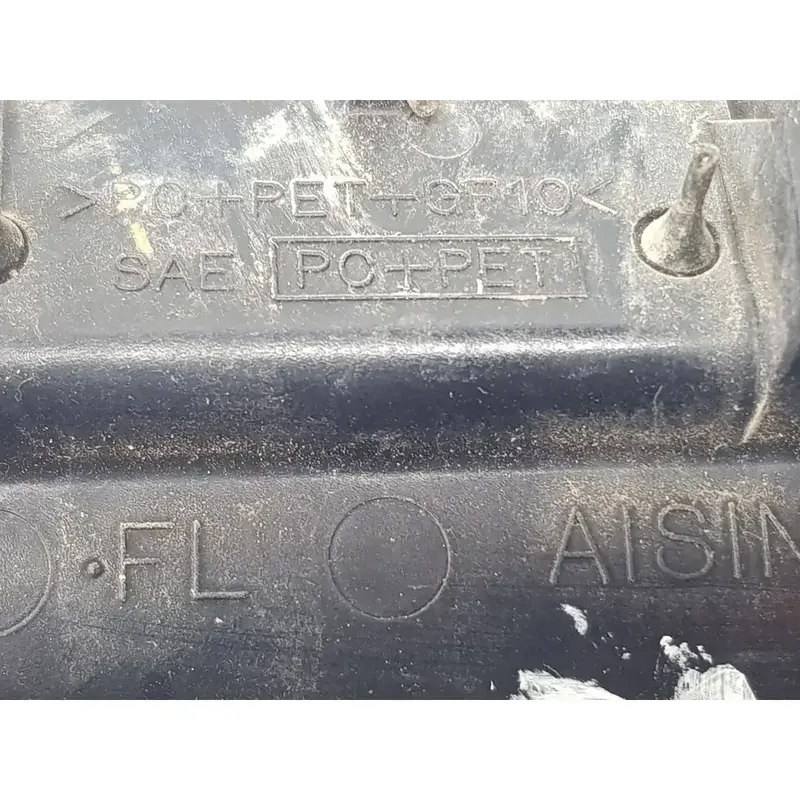 >PC+PET+GF10<
SAE PC+PET
·FL AISIN